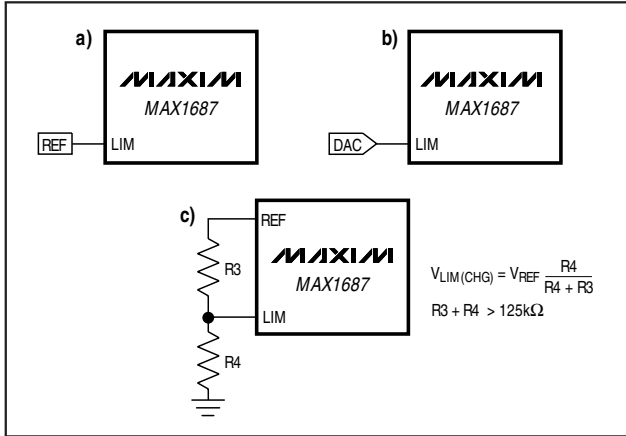 a)
MAXIM
MAX1687
REF
LIM
b)
MAXIM
MAX1687
DAC
LIM
c)
REF
MAXIM
MAX1687
R3
LIM
R4
V_LIM(CHG) = V_REF R4 / (R4 + R3)
R3 + R4 > 125kΩ